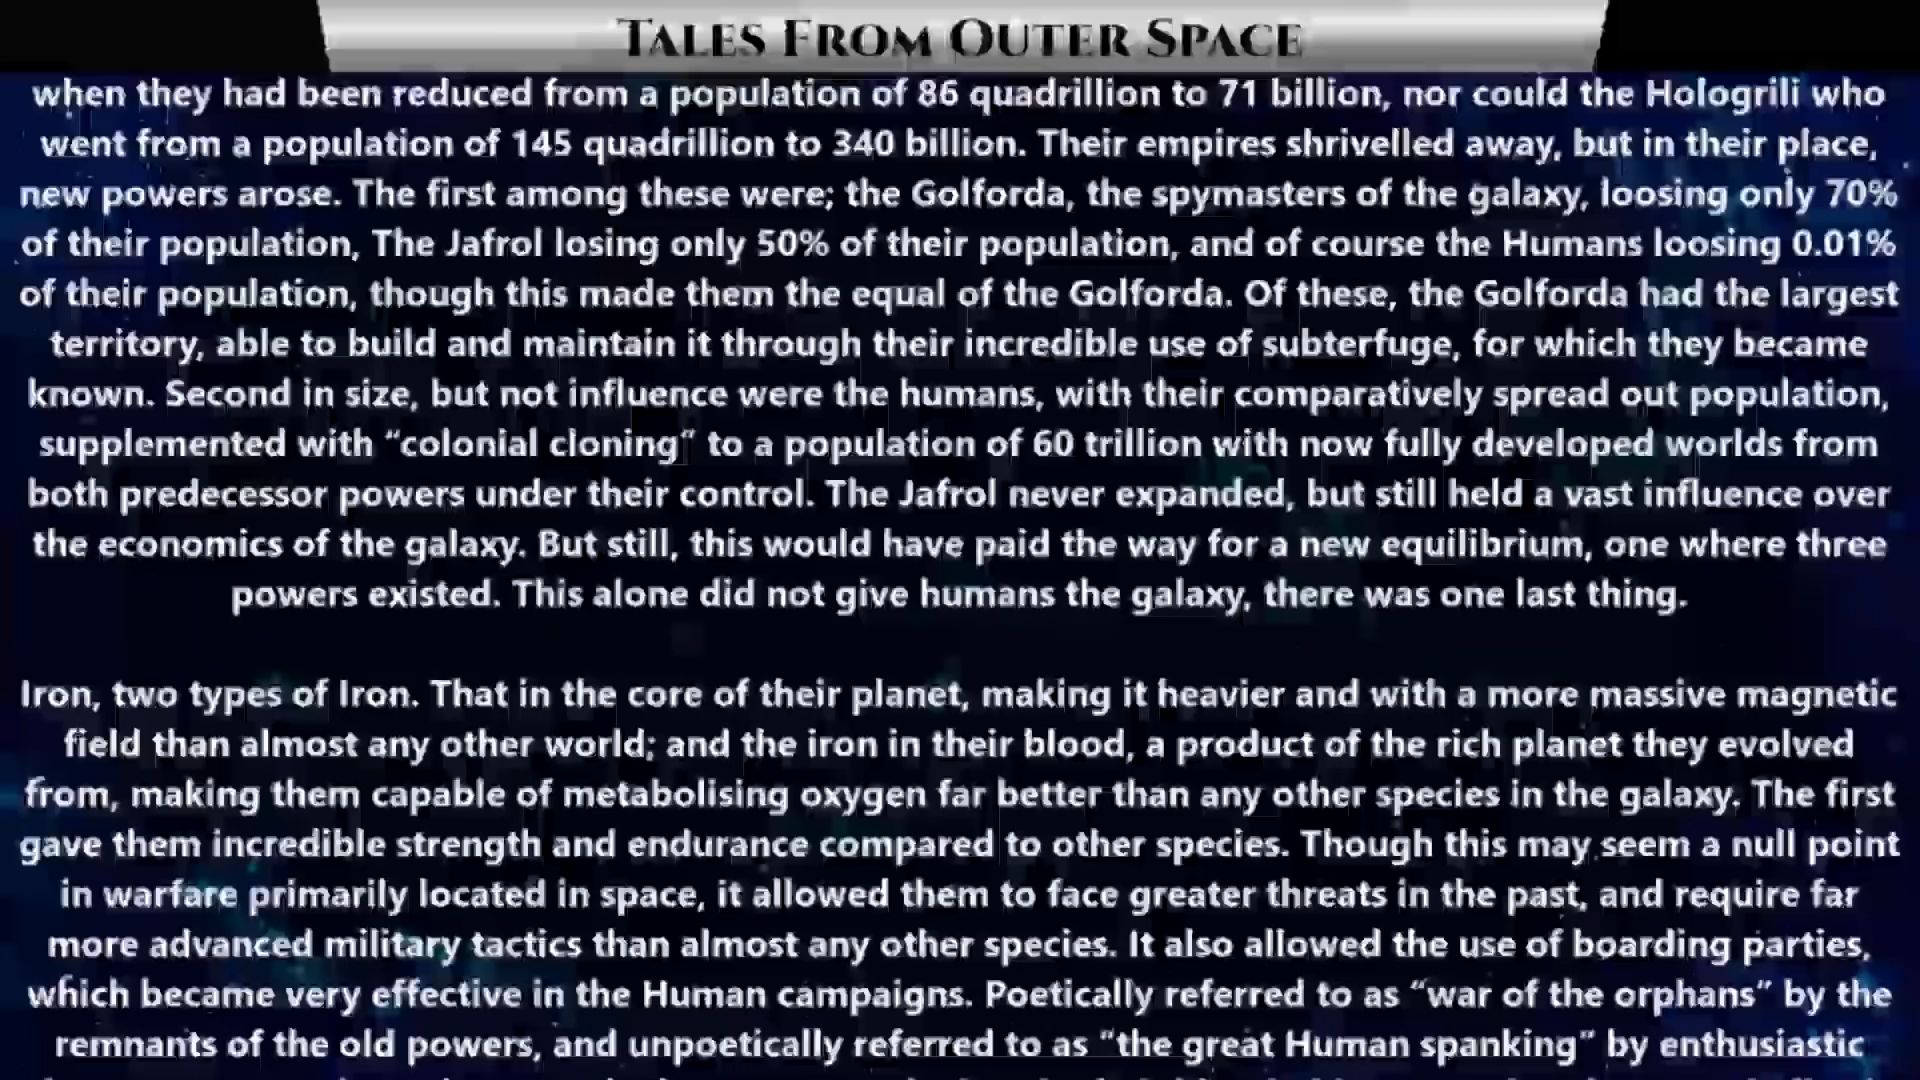 TALES FROM OUTER SPACE
when they had been reduced from a population of 86 quadrillion to 71 billion, nor could the Hologrili who
went from a population of 145 quadrillion to 340 billion. Their empires shrivelled away, but in their place,
new powers arose. The first among these were; the Golforda, the spymasters of the galaxy, loosing only 70%
of their population, The Jafrol losing only 50% of their population, and of course the Humans loosing 0.01%
of their population, though this made them the equal of the Golforda. Of these, the Golforda had the largest
territory, able to build and maintain it through their incredible use of subterfuge, for which they became
known. Second in size, but not influence were the humans, with their comparatively spread out population,
supplemented with “colonial cloning” to a population of 60 trillion with now fully developed worlds from
both predecessor powers under their control. The Jafrol never expanded, but still held a vast influence over
the economics of the galaxy. But still, this would have paid the way for a new equilibrium, one where three
powers existed. This alone did not give humans the galaxy, there was one last thing.
Iron, two types of Iron. That in the core of their planet, making it heavier and with a more massive magnetic
field than almost any other world; and the iron in their blood, a product of the rich planet they evolved
from, making them capable of metabolising oxygen far better than any other species in the galaxy. The first
gave them incredible strength and endurance compared to other species. Though this may seem a null point
in warfare primarily located in space, it allowed them to face greater threats in the past, and require far
more advanced military tactics than almost any other species. It also allowed the use of boarding parties,
which became very effective in the Human campaigns. Poetically referred to as “war of the orphans” by the
remnants of the old powers, and unpoetically referred to as “the great Human spanking” by enthusiastic